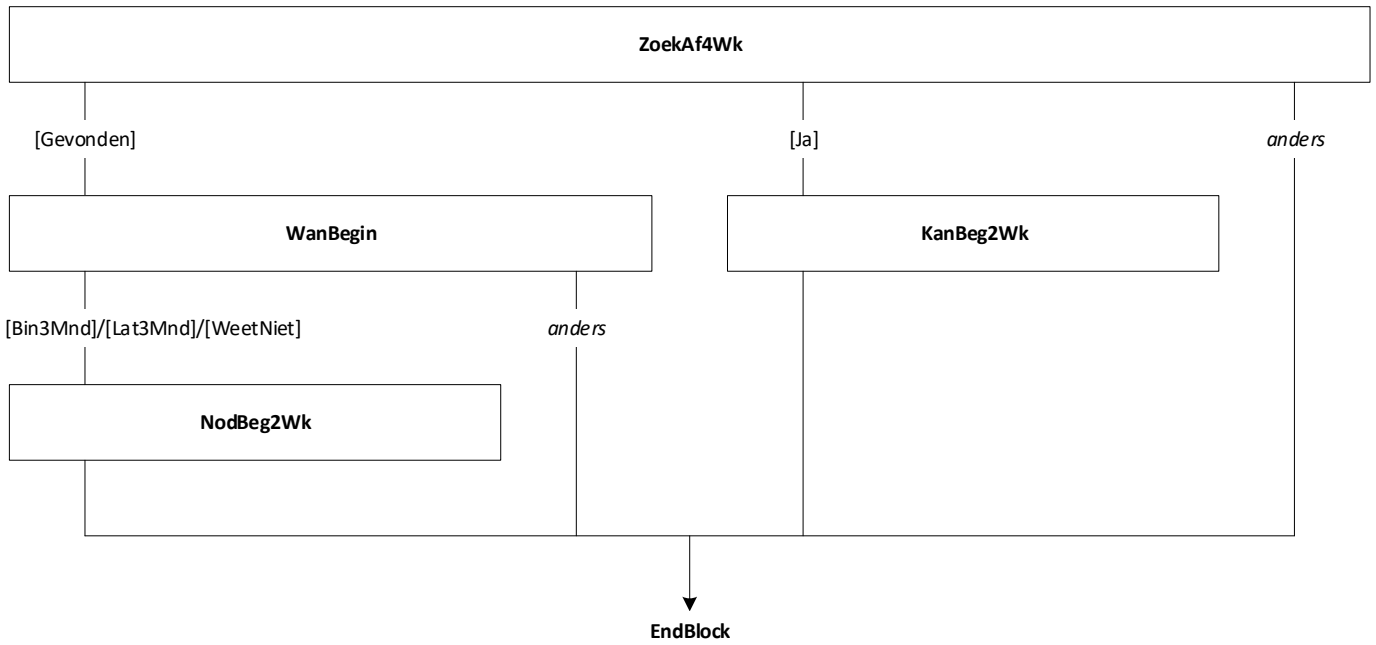 ZoekAf4Wk
[Gevonden]
[Ja]
anders
WanBegin
KanBeg2Wk
[Bin3Mnd]/[Lat3Mnd]/[WeetNiet]
anders
NodBeg2Wk
EndBlock